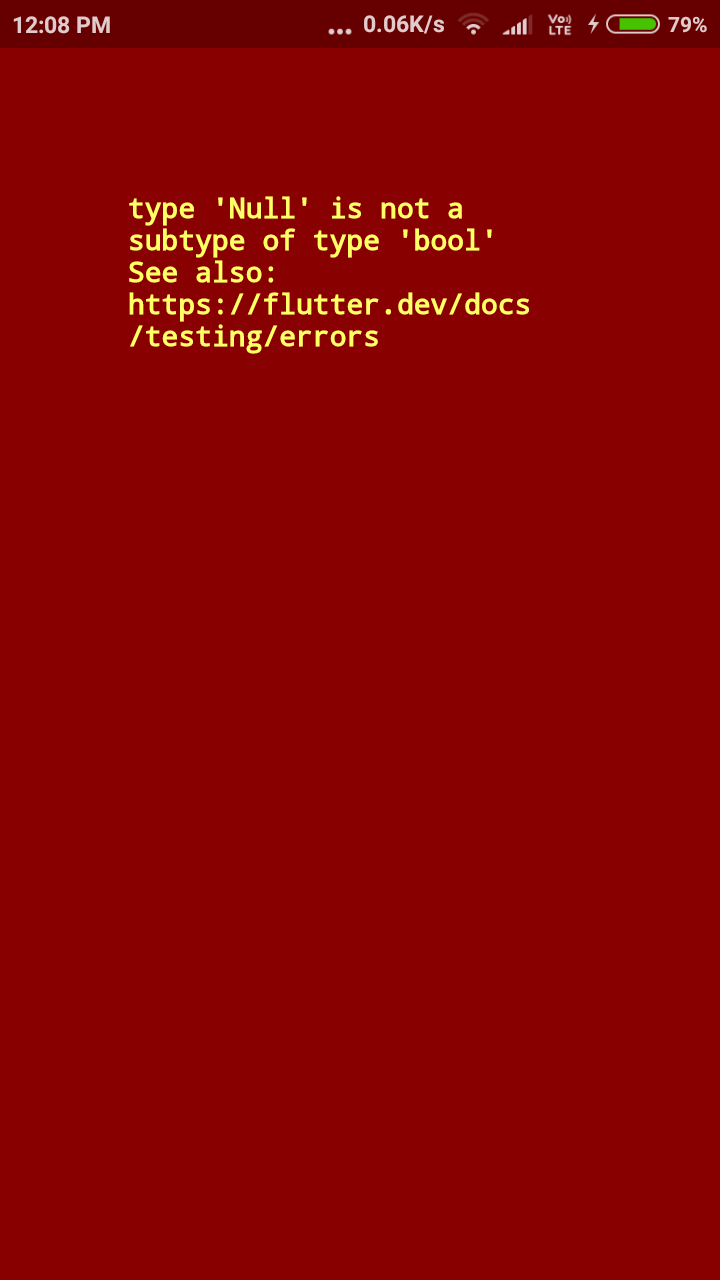 12:08 PM
... 0.06K/s Vo) LTE 79%
type 'Null' is not a
subtype of type 'bool'
See also:
https://flutter.dev/docs
/testing/errors